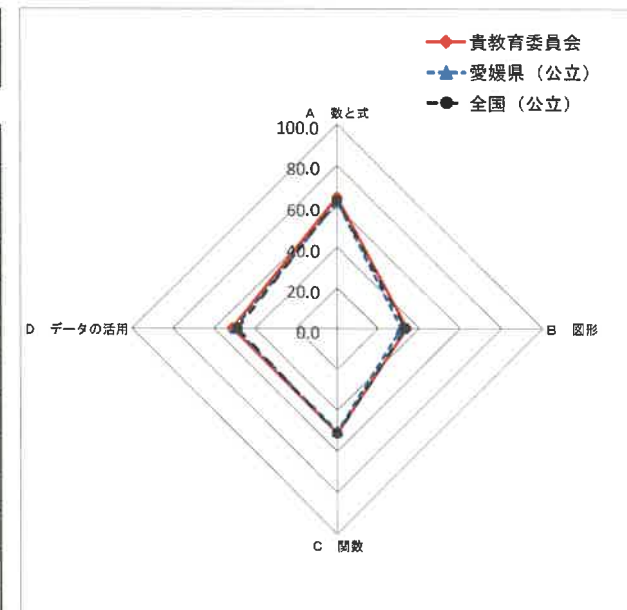 貴教育委員会
愛媛県（公立）
全国（公立）
A 数と式
100.0
80.0
60.0
40.0
20.0
0.0
D データの活用
B 図形
C 関数